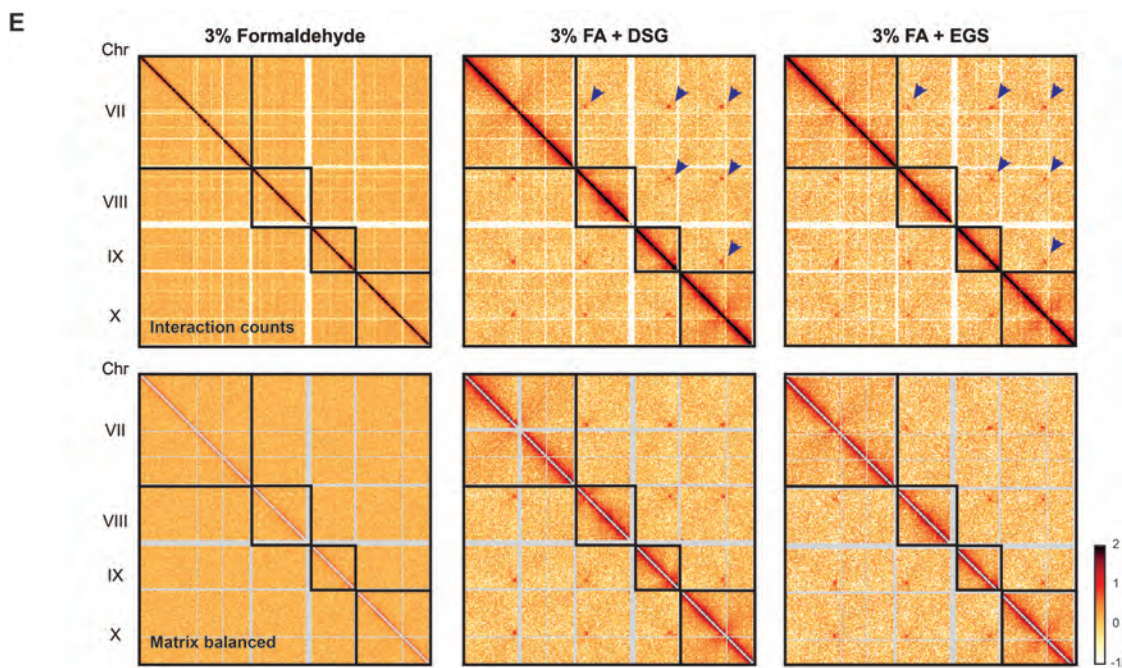 E
3% Formaldehyde
3% FA + DSG
3% FA + EGS
Chr
VII
VIII
IX
X
Interaction counts
Chr
VII
VIII
IX
X
Matrix balanced
2
1
0
-1